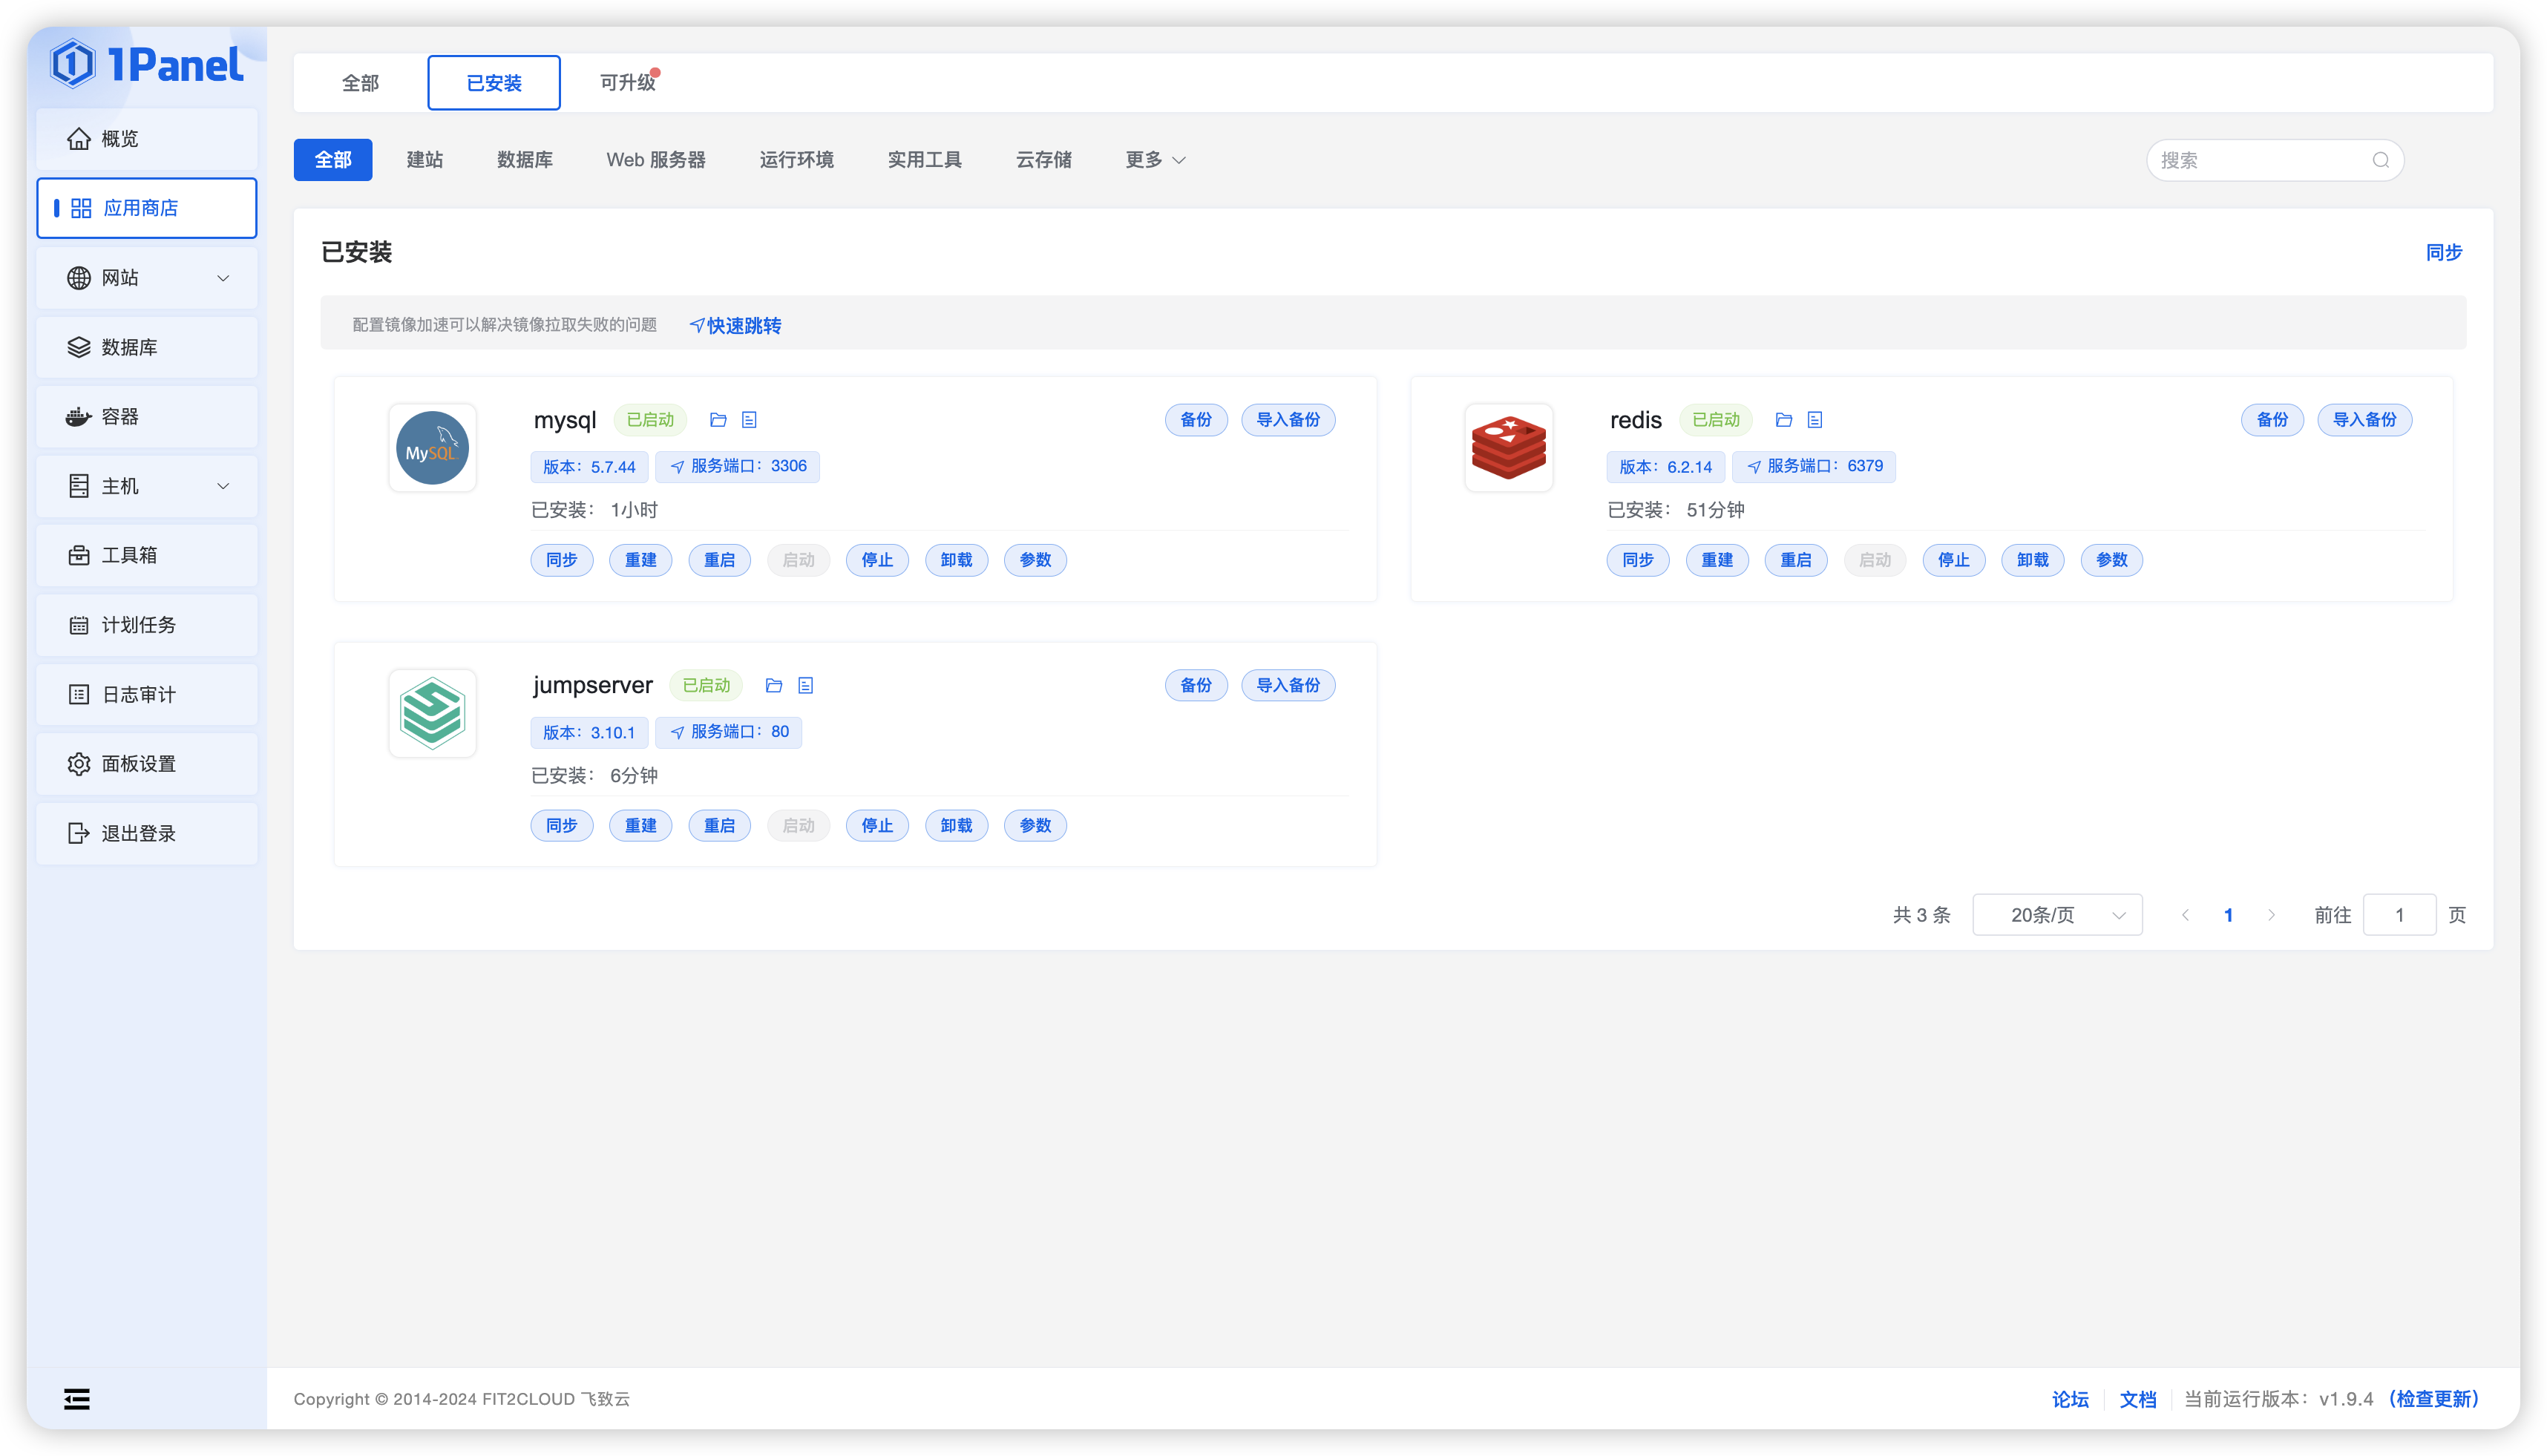 1Panel
概览
应用商店
网站
数据库
容器
主机
工具箱
计划任务
日志审计
面板设置
退出登录
全部 已安装 可升级
全部 建站 数据库 Web 服务器 运行环境 实用工具 云存储 更多 搜索
已安装 同步
配置镜像加速可以解决镜像拉取失败的问题 快速跳转
MySQL
mysql 已启动 备份 导入备份
版本：5.7.44 服务端口：3306
已安装： 1小时
同步 重建 重启 启动 停止 卸载 参数
redis 已启动 备份 导入备份
版本：6.2.14 服务端口：6379
已安装： 51分钟
同步 重建 重启 启动 停止 卸载 参数
jumpserver 已启动 备份 导入备份
版本：3.10.1 服务端口：80
已安装： 6分钟
同步 重建 重启 启动 停止 卸载 参数
共 3 条 20条/页 1 前往 1 页
Copyright © 2014-2024 FIT2CLOUD 飞致云 论坛 文档 当前运行版本：v1.9.4 (检查更新)